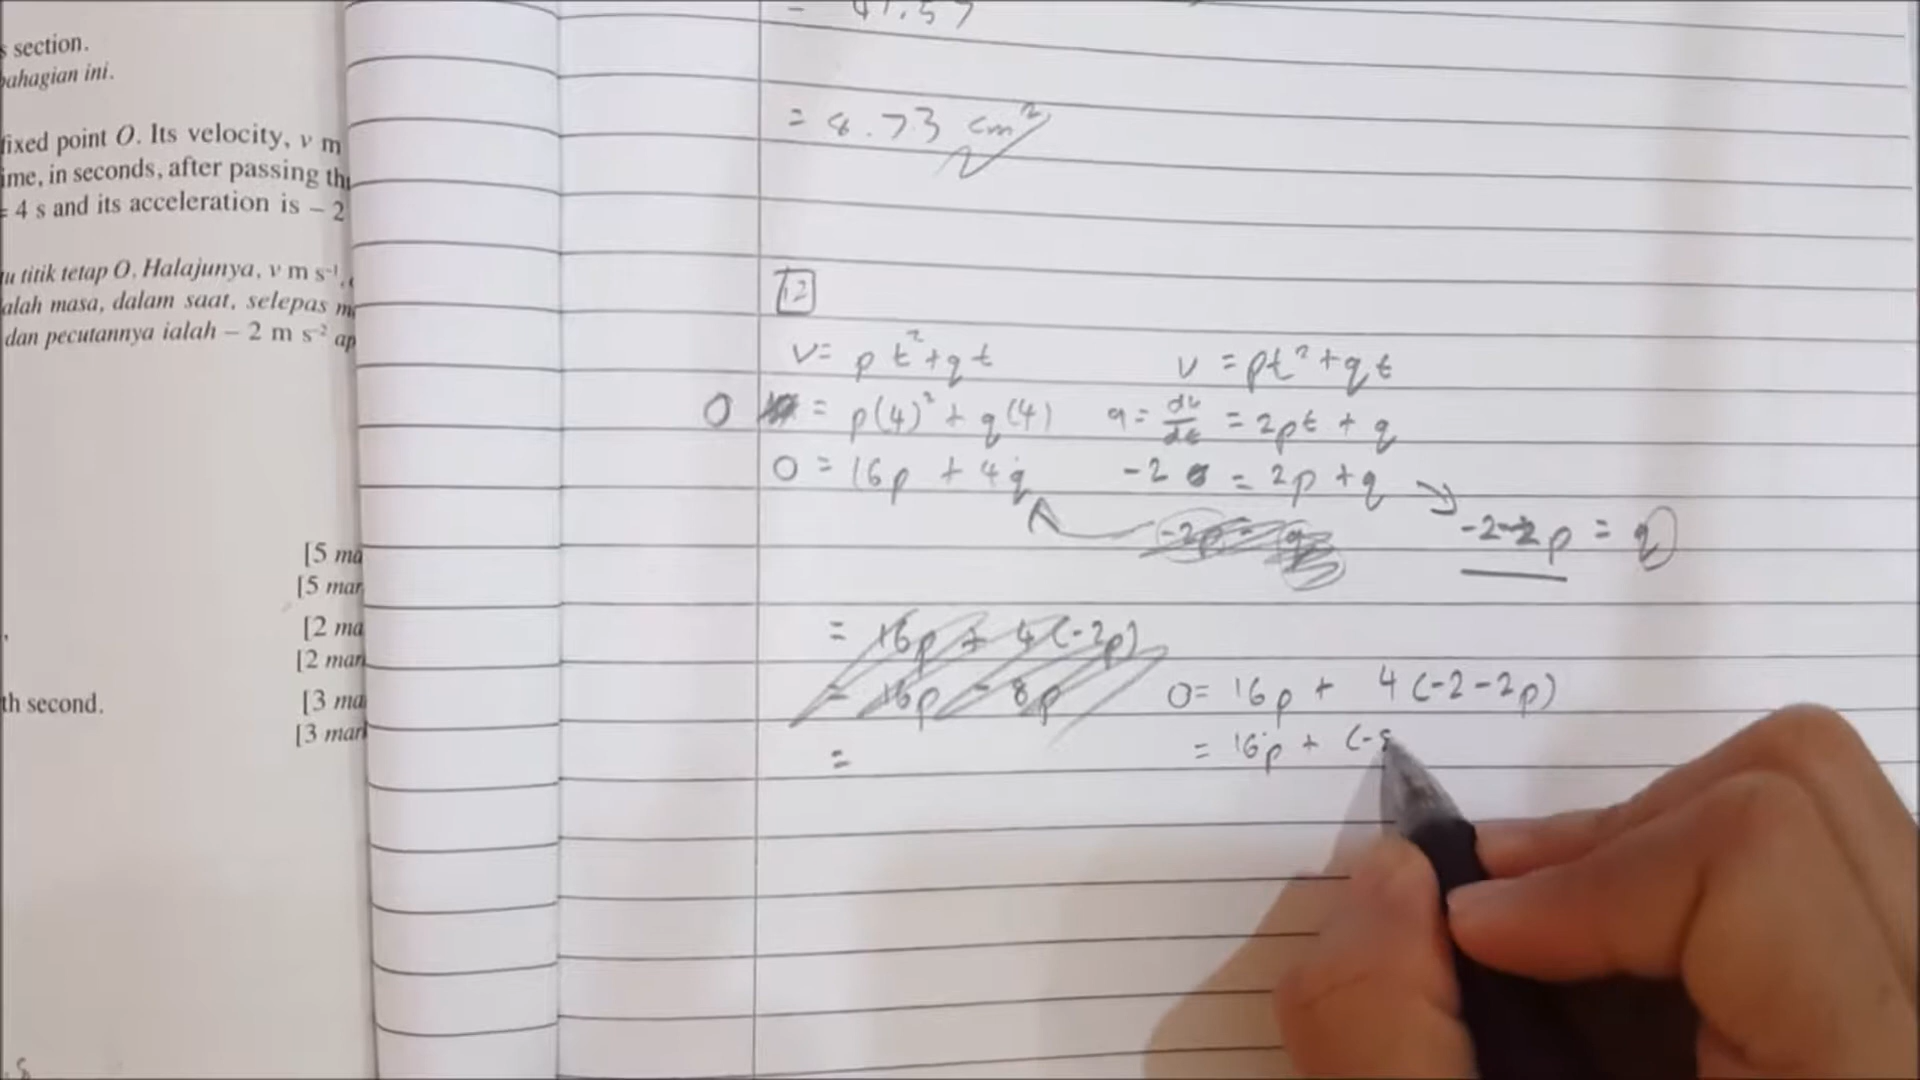 s section.
bahagian ini.
fixed point O. Its velocity, v m
ime, in seconds, after passing th
= 4 s and its acceleration is – 2
u titik tetap O. Halajunya, v m s⁻¹,
alah masa, dalam saat, selepas m
dan pecutannya ialah – 2 m s⁻² ap
[5 ma
[5 mar
, [2 ma
[2 mar
th second. [3 ma
[3 mark
= 8.73 cm²
12
v = pt² + qt
0 = p(4)² + q(4)
0 = 16p + 4q
v = pt² + qt
a = dv/dt = 2pt + q
-2 = 2p + q
-2-2p = q
-2p = q
= 16p + 4(-2p)
= 16p - 8p
=
0 = 16p + 4(-2-2p)
= 16p + (-8